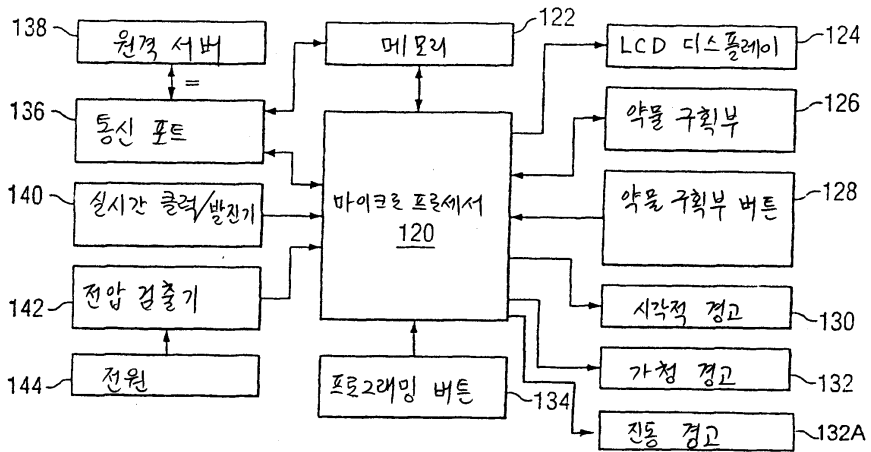 138
원격 서버
=
136
통신 포트
140
실시간 클럭/발진기
142
전압 검출기
144
전원
메모리
122
마이크로 프로세서
120
프로그래밍 버튼
134
LCD 디스플레이
124
약물 구획부
126
약물 구획부 버튼
128
시각적 경고
130
가청 경고
132
진동 경고
132A